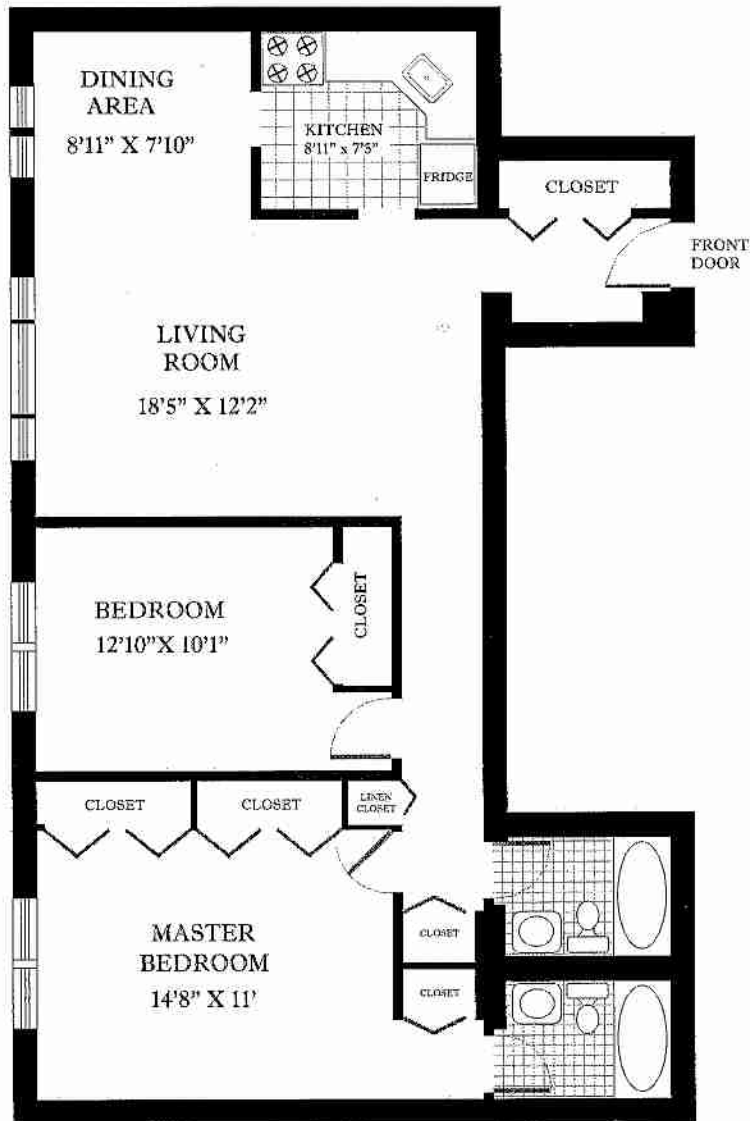 DINING
AREA
8'11" X 7'10"
KITCHEN
8'11" x 7'5"
FRIDGE
CLOSET
FRONT
DOOR
LIVING
ROOM
18'5" X 12'2"
BEDROOM
12'10"X 10'1"
CLOSET
CLOSET
CLOSET
LINEN
CLOSET
MASTER
BEDROOM
14'8" X 11'
CLOSET
CLOSET